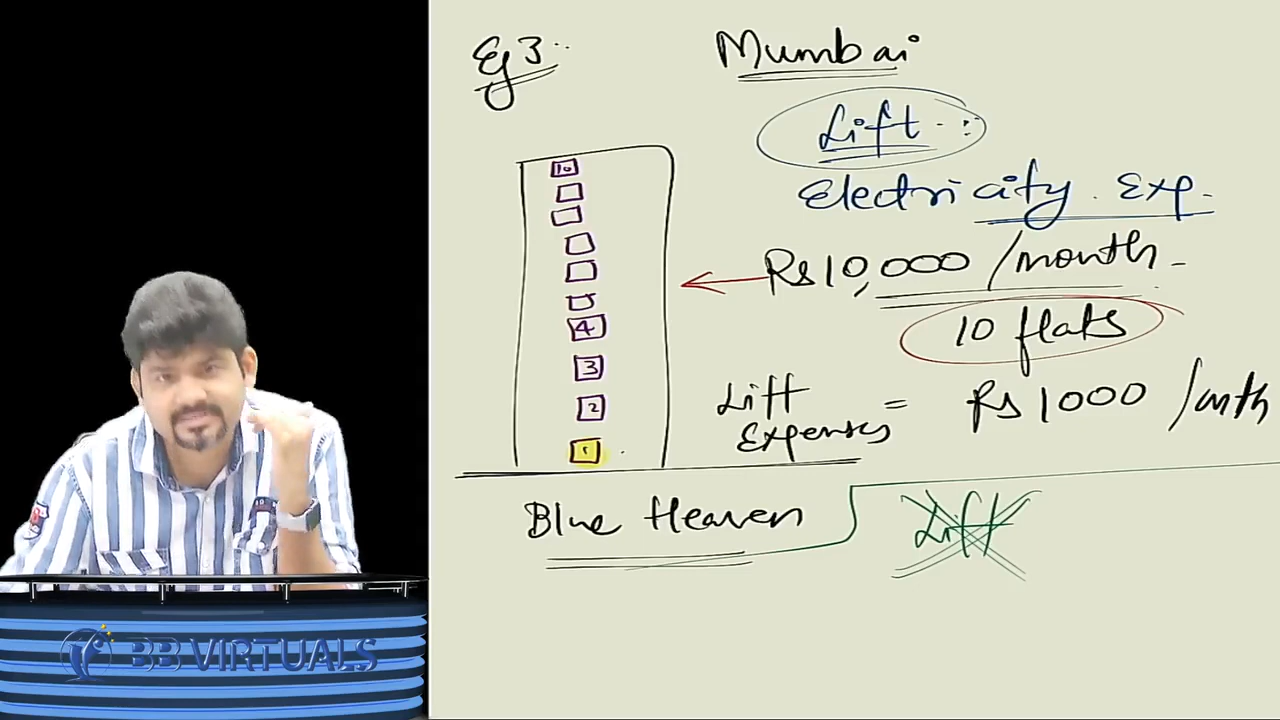 Eg 3..
Mumbai
Lift..:
Electricity. Exp.
Rs 10,000 /month.
10 flats
Lift Expenses = Rs 1000 /mth
10
4
3
2
1
Blue Heaven
Lift
BB VIRTUALS